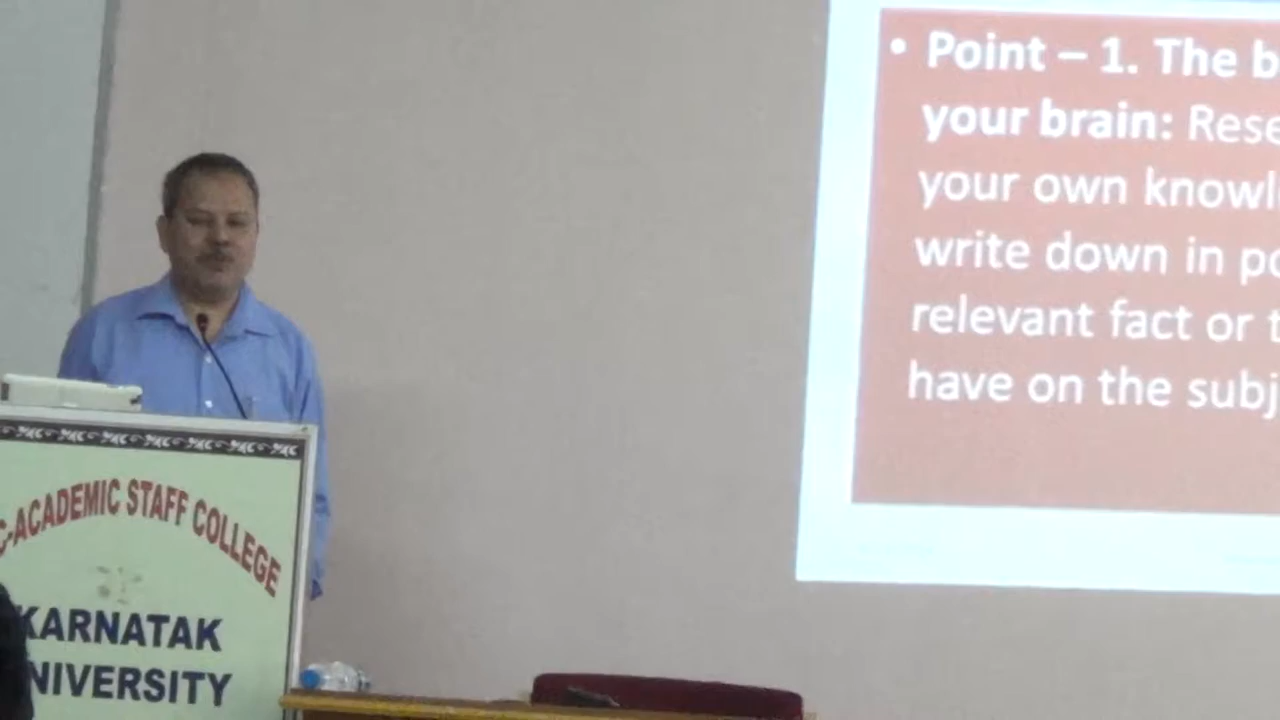 • Point – 1. The b
your brain: Rese
your own knowl
write down in po
relevant fact or t
have on the subj
C-ACADEMIC STAFF COLLEGE
KARNATAK
NIVERSITY